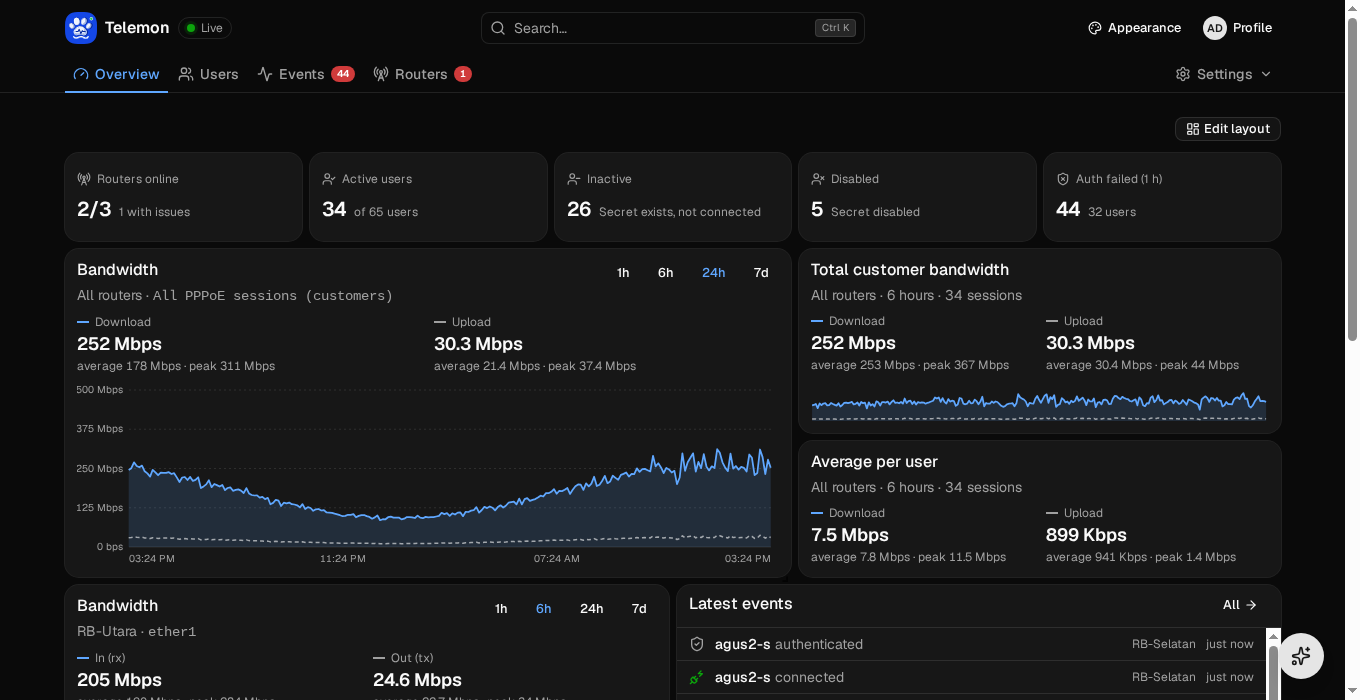 Telemon
Live
Search...
Ctrl K
Appearance
AD
Profile
Overview
Users
Events 44
Routers 1
Settings
Edit layout
Routers online
2/3 1 with issues
Active users
34 of 65 users
Inactive
26 Secret exists, not connected
Disabled
5 Secret disabled
Auth failed (1 h)
44 32 users
Bandwidth
1h 6h 24h 7d
All routers · All PPPoE sessions (customers)
Download
252 Mbps
average 178 Mbps · peak 311 Mbps
Upload
30.3 Mbps
average 21.4 Mbps · peak 37.4 Mbps
500 Mbps
375 Mbps
250 Mbps
125 Mbps
0 bps
03:24 PM 11:24 PM 07:24 AM 03:24 PM
Total customer bandwidth
All routers · 6 hours · 34 sessions
Download
252 Mbps
average 253 Mbps · peak 367 Mbps
Upload
30.3 Mbps
average 30.4 Mbps · peak 44 Mbps
Average per user
All routers · 6 hours · 34 sessions
Download
7.5 Mbps
average 7.8 Mbps · peak 11.5 Mbps
Upload
899 Kbps
average 941 Kbps · peak 1.4 Mbps
Bandwidth
1h 6h 24h 7d
RB-Utara · ether1
In (rx)
205 Mbps
Out (tx)
24.6 Mbps
Latest events
All
agus2-s authenticated RB-Selatan just now
agus2-s connected RB-Selatan just now